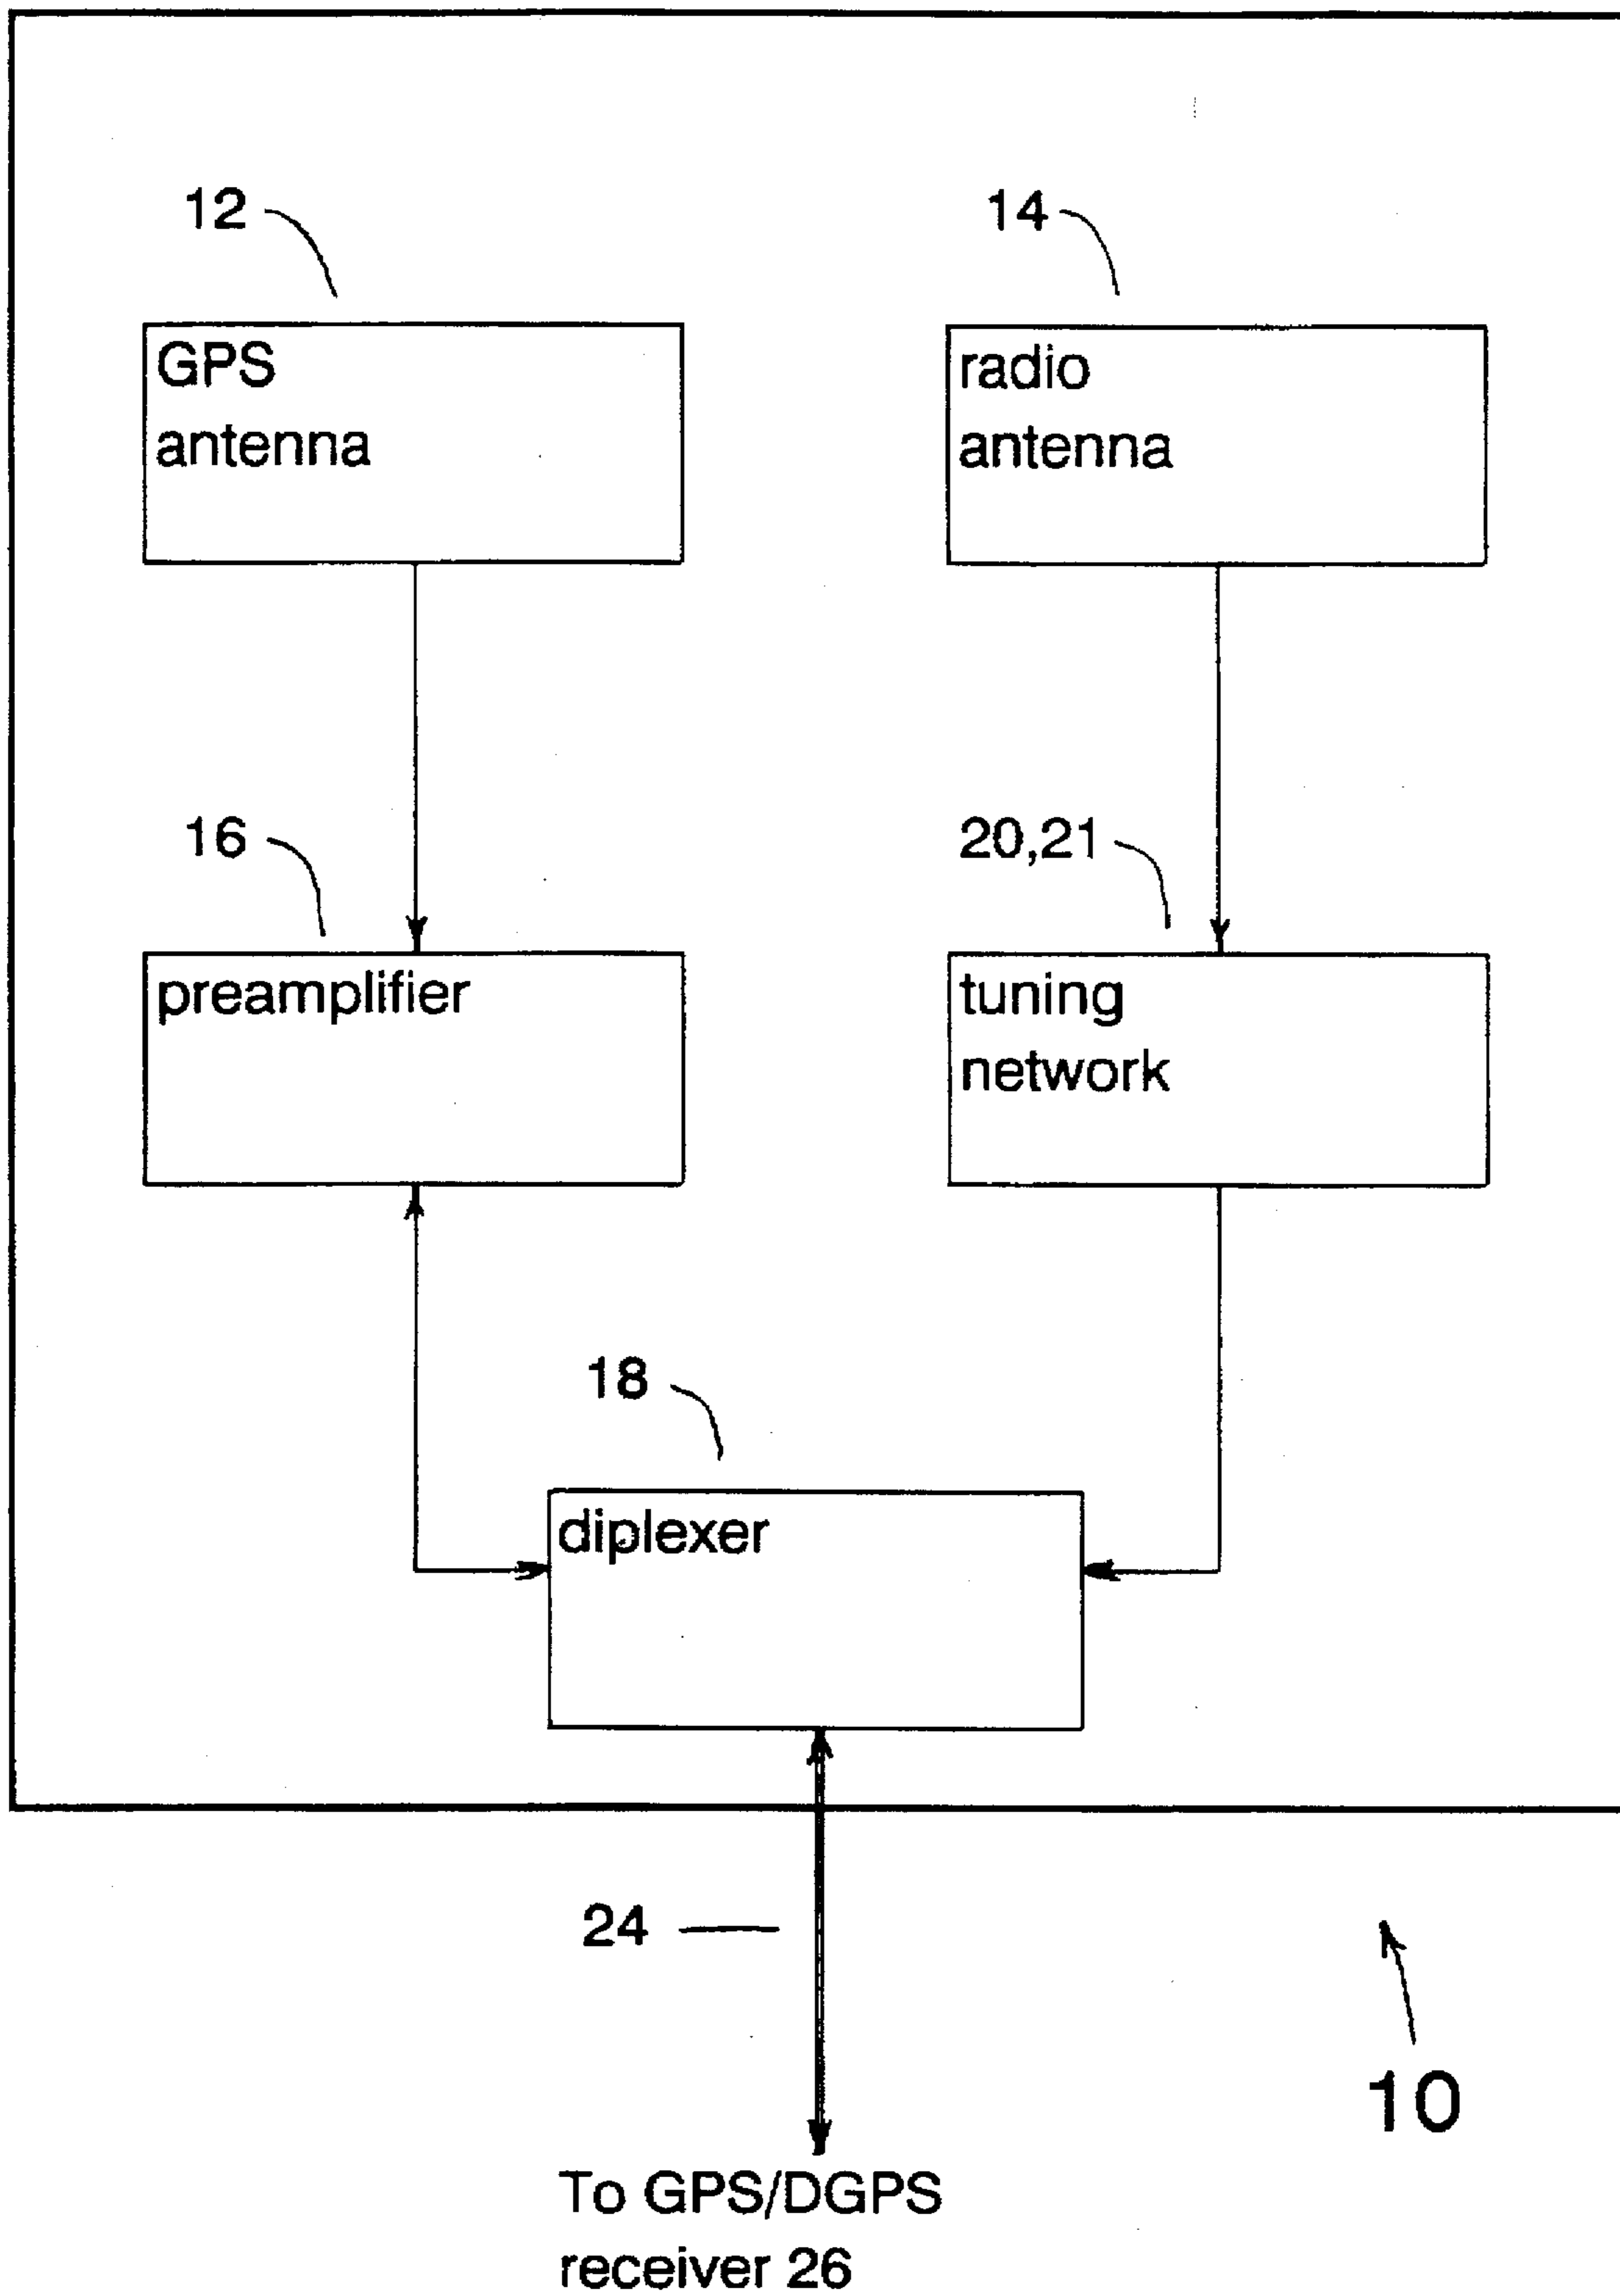 12
14
GPS
antenna
radio
antenna
16
20,21
preamplifier
tuning
network
18
diplexer
24
10
To GPS/DGPS
receiver 26